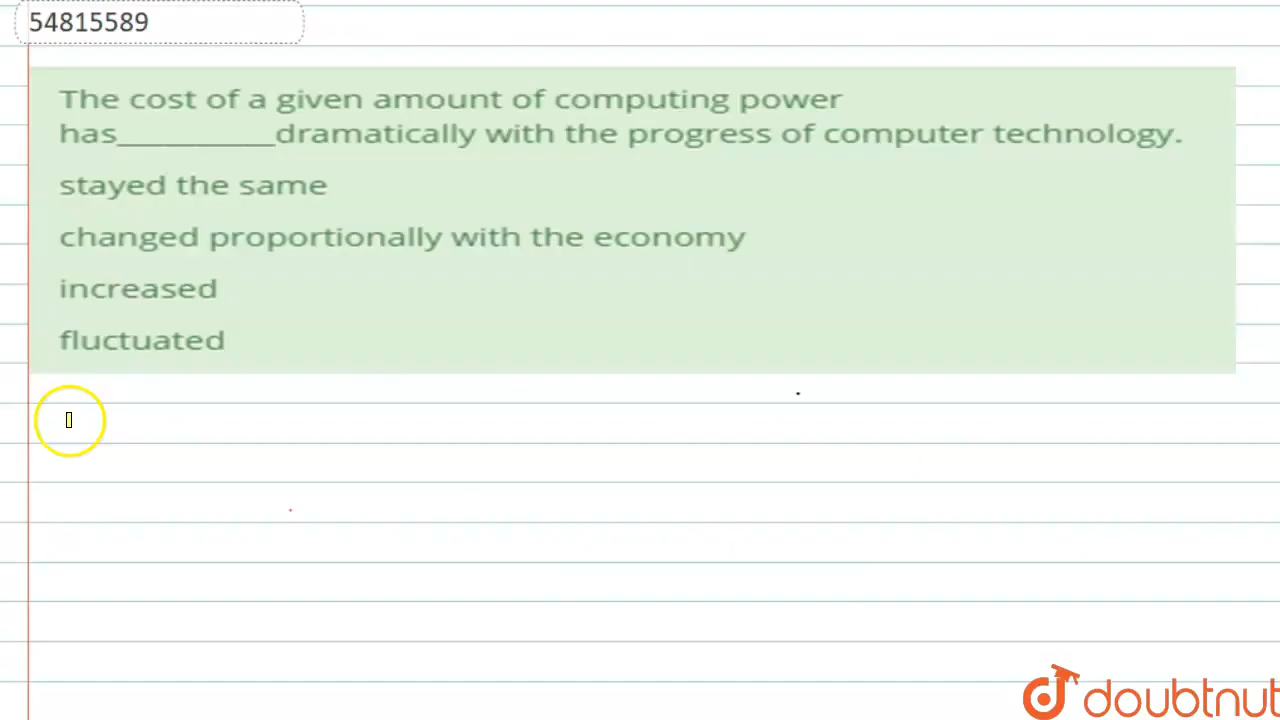 54815589
The cost of a given amount of computing power
has__________dramatically with the progress of computer technology.
stayed the same
changed proportionally with the economy
increased
fluctuated
doubtnut